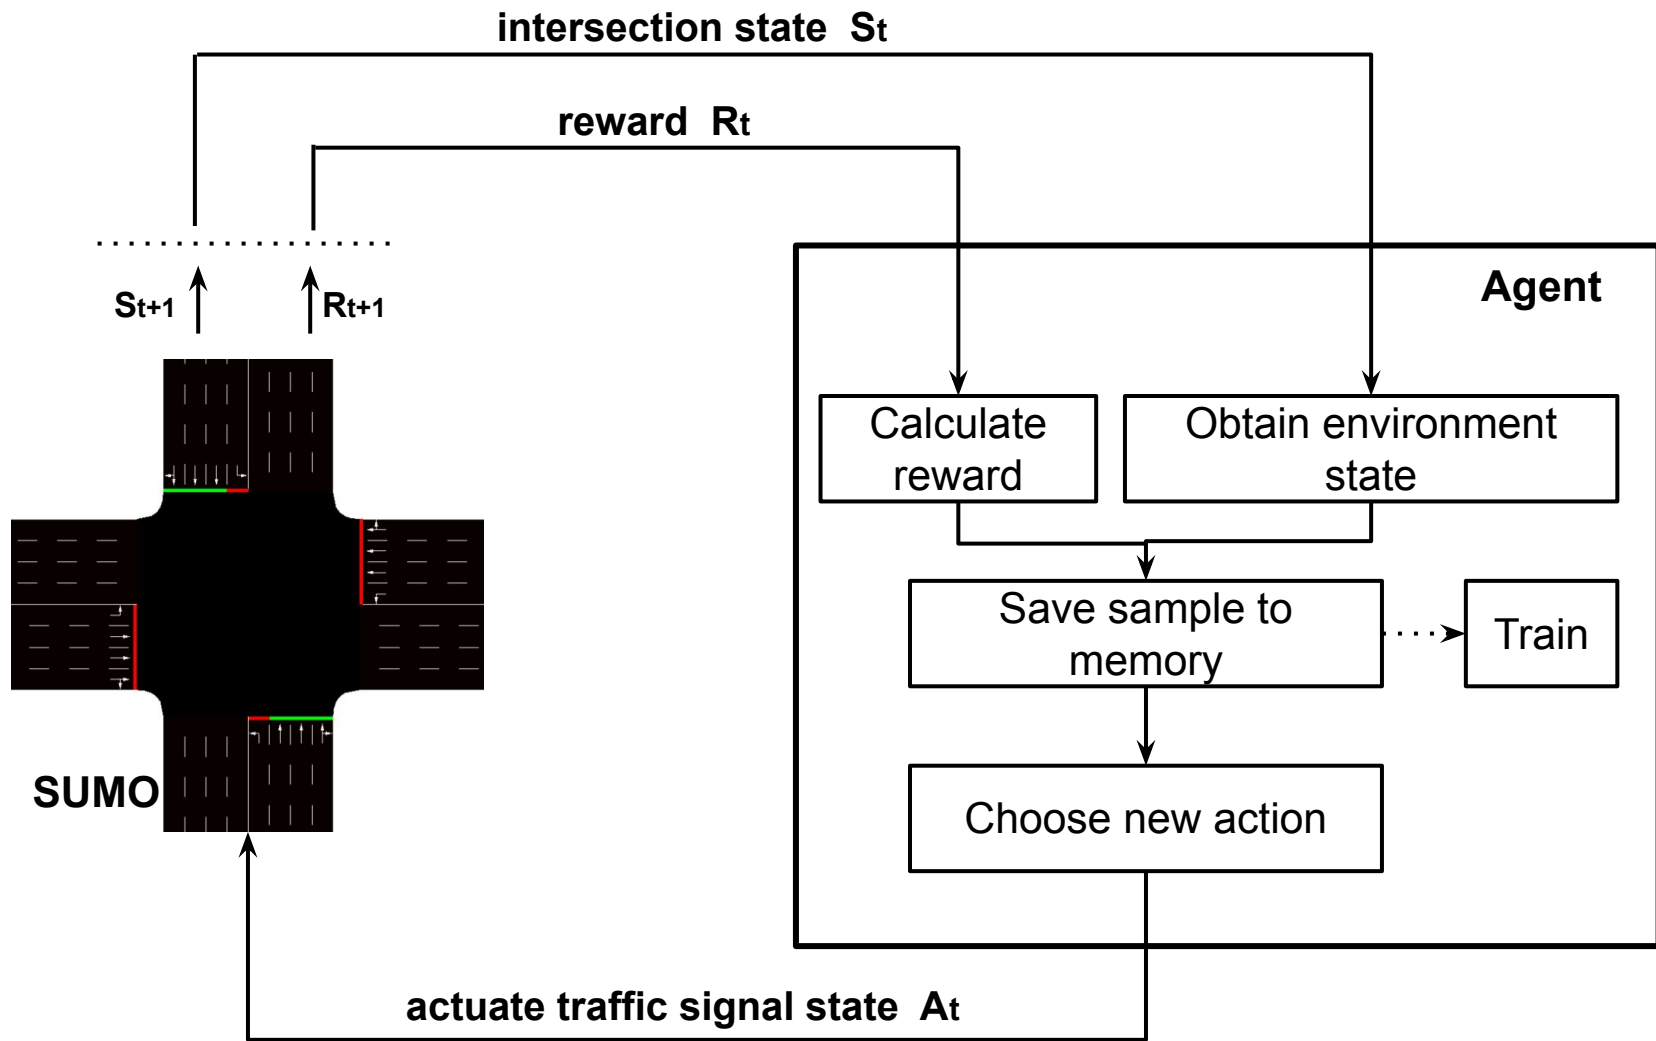 intersection state St
reward Rt
St+1
Rt+1
Agent
Calculate
reward
Obtain environment
state
Save sample to
memory
Train
SUMO
Choose new action
actuate traffic signal state At